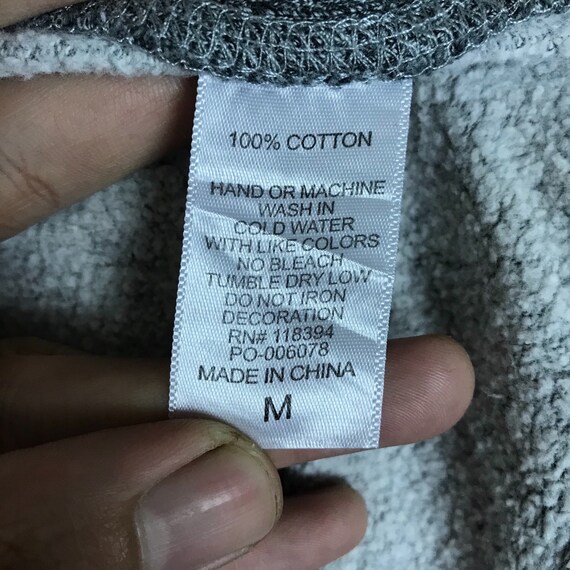 100% COTTON
HAND OR MACHINE
WASH IN
COLD WATER
WITH LIKE COLORS
NO BLEACH
TUMBLE DRY LOW
DO NOT IRON
DECORATION
RN# 118394
PO-006078
MADE IN CHINA
M